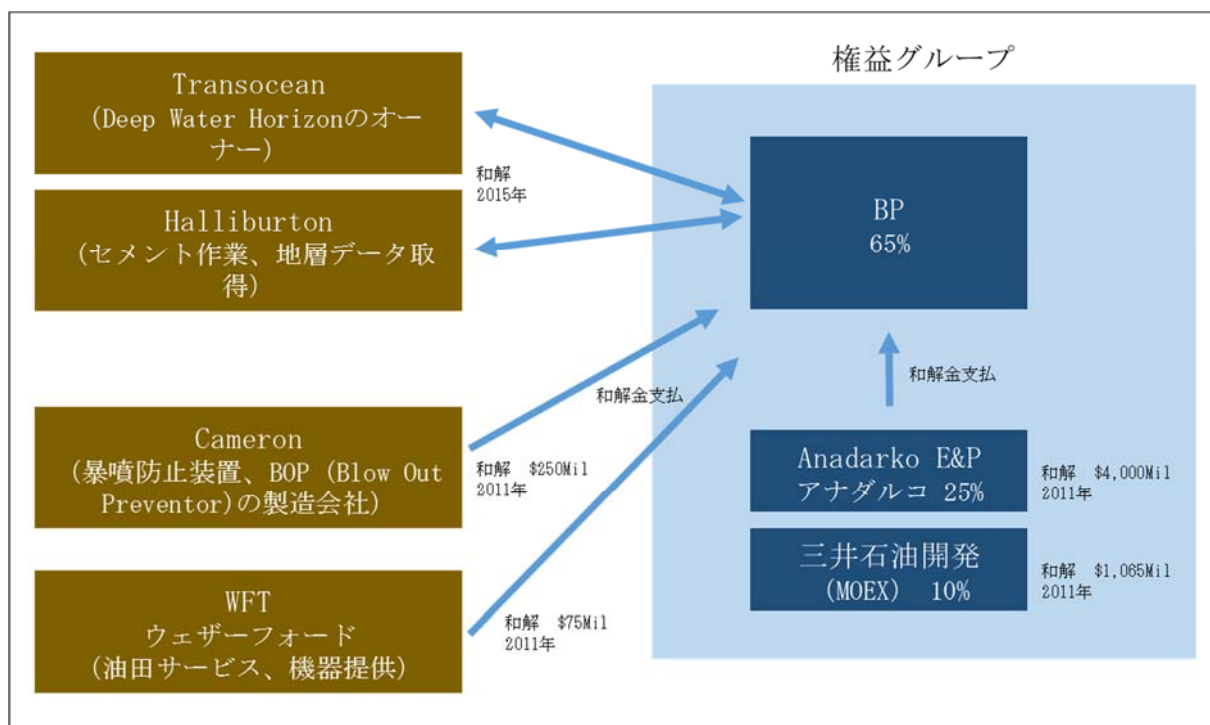 権益グループ
Transocean
(Deep Water Horizonのオー
ナー)
Halliburton
(セメント作業、地層データ取
得)
和解
2015年
BP
65%
和解金支払
和解金支払
Cameron
(暴噴防止装置、BOP (Blow Out
Preventor)の製造会社)
和解 $250Mil
2011年
Anadarko E&P
アナダルコ 25%
和解 $4,000Mil
2011年
三井石油開発
(MOEX) 10%
和解 $1,065Mil
2011年
WFT
ウェザーフォード
(油田サービス、機器提供)
和解 $75Mil
2011年